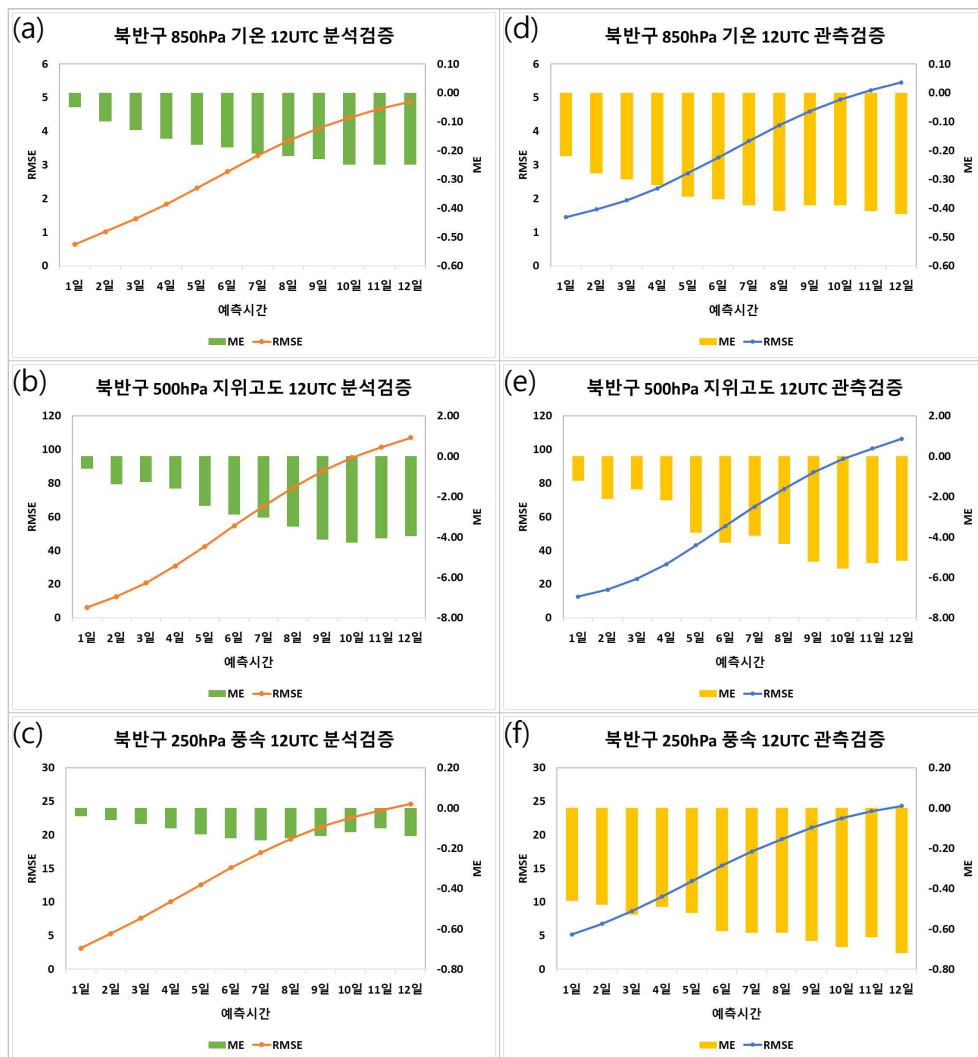 (a)
북반구 850hPa 기온 12UTC 분석검증
6 0.10
5 0.00
4 -0.10
3 -0.20
2 -0.30
1 -0.40
0 -0.50
-0.60
RMSE
ME
1일 2일 3일 4일 5일 6일 7일 8일 9일 10일 11일 12일
예측시간
ME RMSE
(d)
북반구 850hPa 기온 12UTC 관측검증
6 0.10
5 0.00
4 -0.10
3 -0.20
2 -0.30
1 -0.40
0 -0.50
-0.60
RMSE
ME
1일 2일 3일 4일 5일 6일 7일 8일 9일 10일 11일 12일
예측시간
ME RMSE
(b)
북반구 500hPa 지위고도 12UTC 분석검증
120 2.00
100 0.00
80 -2.00
60 -4.00
40 -6.00
20 -8.00
0
RMSE
ME
1일 2일 3일 4일 5일 6일 7일 8일 9일 10일 11일 12일
예측시간
ME RMSE
(e)
북반구 500hPa 지위고도 12UTC 관측검증
120 2.00
100 0.00
80 -2.00
60 -4.00
40 -6.00
20 -8.00
0
RMSE
ME
1일 2일 3일 4일 5일 6일 7일 8일 9일 10일 11일 12일
예측시간
ME RMSE
(c)
북반구 250hPa 풍속 12UTC 분석검증
30 0.20
25 0.00
20 -0.20
15 -0.40
10 -0.60
5 -0.80
0
RMSE
ME
1일 2일 3일 4일 5일 6일 7일 8일 9일 10일 11일 12일
예측시간
ME RMSE
(f)
북반구 250hPa 풍속 12UTC 관측검증
30 0.20
25 0.00
20 -0.20
15 -0.40
10 -0.60
5 -0.80
0
RMSE
ME
1일 2일 3일 4일 5일 6일 7일 8일 9일 10일 11일 12일
예측시간
ME RMSE